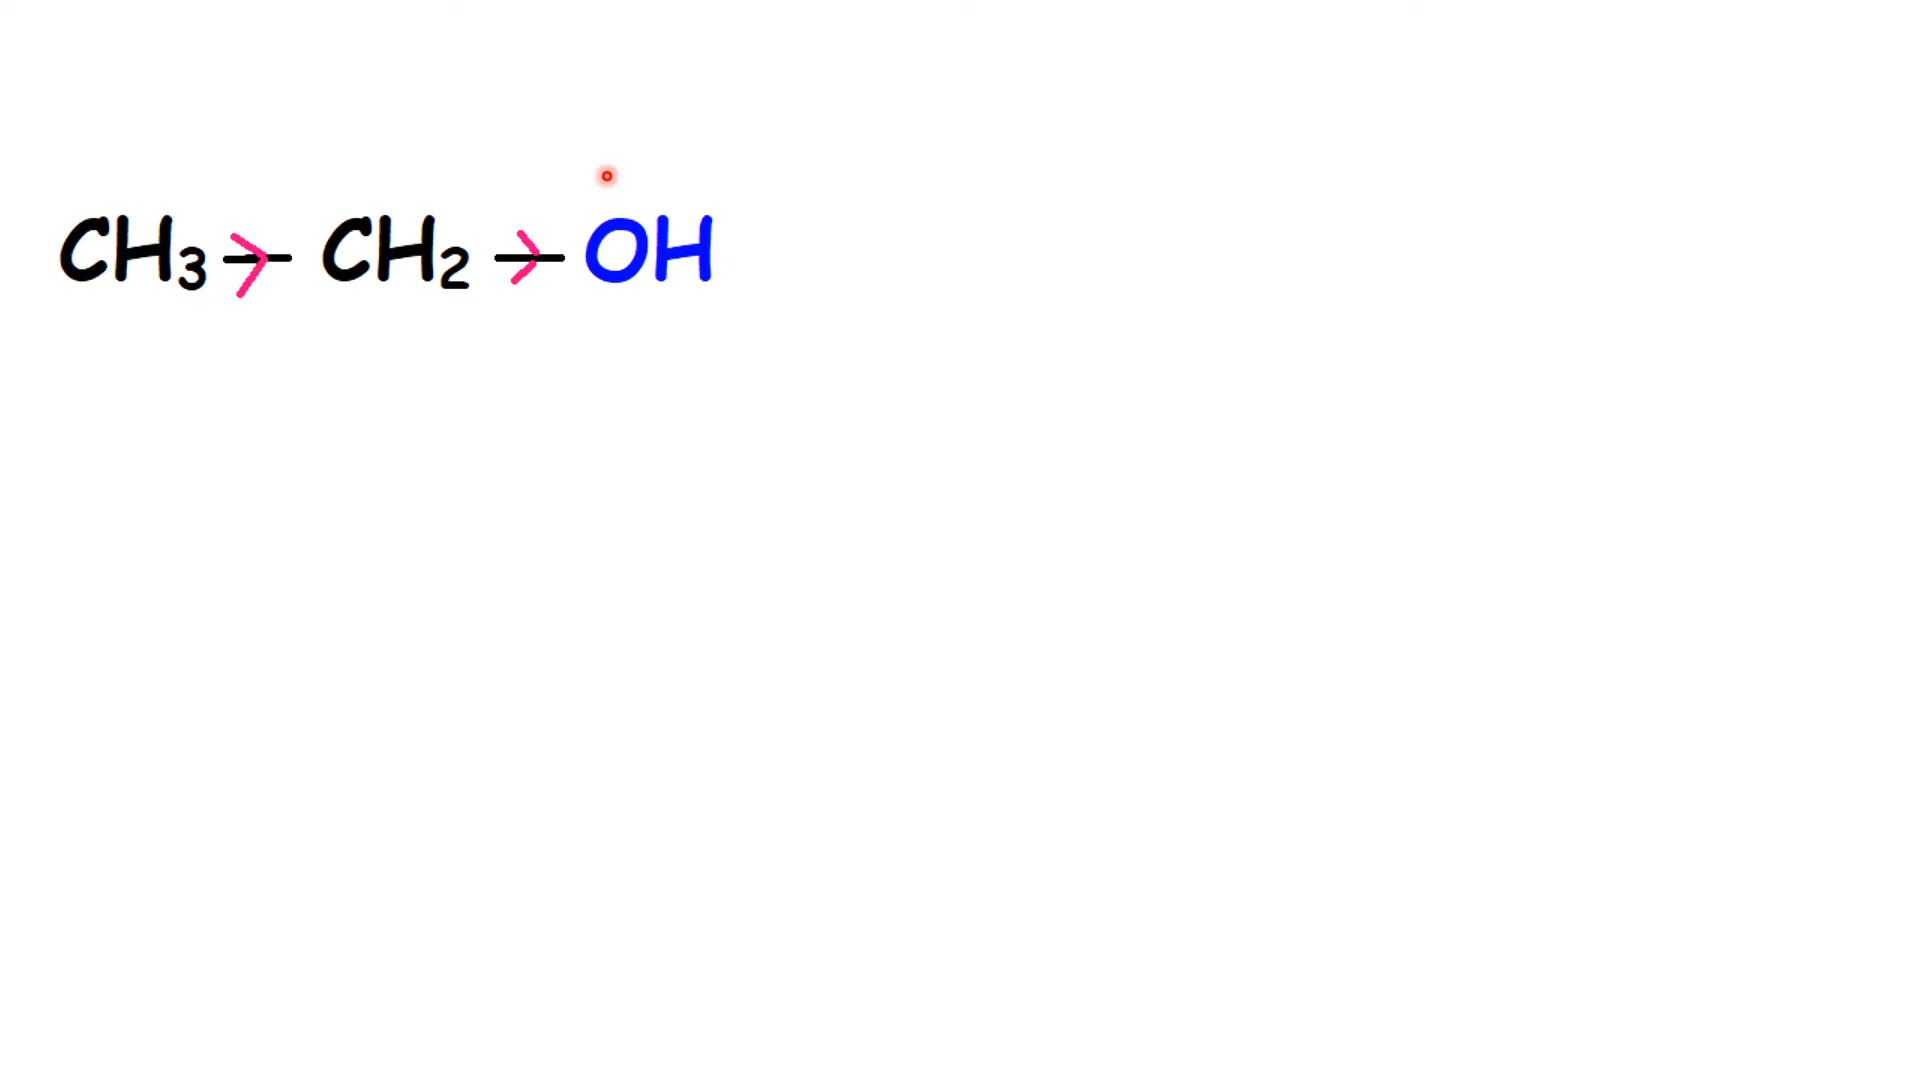 CH₃ - CH₂ - OH